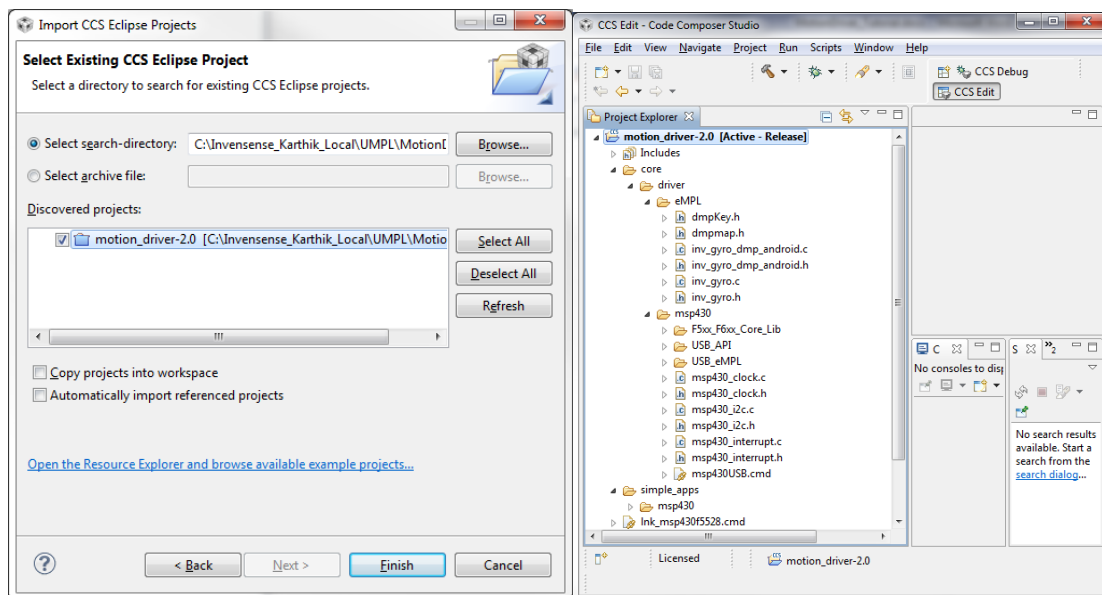 Import CCS Eclipse Projects
Select Existing CCS Eclipse Project
Select a directory to search for existing CCS Eclipse projects.
Select search-directory: C:\Invensense_Karthik_Local\UMPL\Motion Browse...
Select archive file: Browse...
Discovered projects:
motion_driver-2.0 [C:\Invensense_Karthik_Local\UMPL\Motio
Select All
Deselect All
Refresh
Copy projects into workspace
Automatically import referenced projects
Open the Resource Explorer and browse available example projects...
< Back Next > Finish Cancel
CCS Edit - Code Composer Studio
File Edit View Navigate Project Run Scripts Window Help
CCS Debug
CCS Edit
Project Explorer
motion_driver-2.0 [Active - Release]
Includes
core
driver
eMPL
dmpKey.h
dmpmap.h
inv_gyro_dmp_android.c
inv_gyro_dmp_android.h
inv_gyro.c
inv_gyro.h
msp430
F5xx_F6xx_Core_Lib
USB_API
USB_eMPL
msp430_clock.c
msp430_clock.h
msp430_i2c.c
msp430_i2c.h
msp430_interrupt.c
msp430_interrupt.h
msp430USB.cmd
simple_apps
msp430
lnk_msp430f5528.cmd
C
No consoles to disp
S
2
No search results
available. Start a
search from the
search dialog...
Licensed
motion_driver-2.0